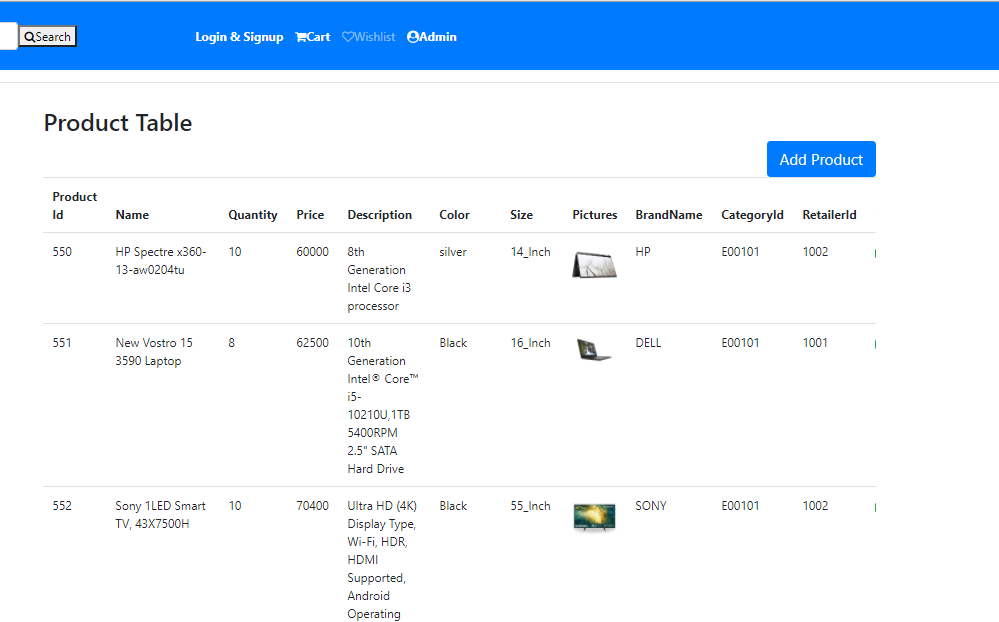 Search Login & Signup Cart Wishlist Admin
Product Table
Add Product
Product
Id Name Quantity Price Description Color Size Pictures BrandName CategoryId RetailerId
550 HP Spectre x360- 10 60000 8th silver 14_Inch HP E00101 1002
13-aw0204tu Generation
Intel Core i3
processor
551 New Vostro 15 8 62500 10th Black 16_Inch DELL E00101 1001
3590 Laptop Generation
Intel® Core™
i5-
10210U,1TB
5400RPM
2.5" SATA
Hard Drive
552 Sony 1LED Smart 10 70400 Ultra HD (4K) Black 55_Inch SONY E00101 1002
TV, 43X7500H Display Type,
Wi-Fi, HDR,
HDMI
Supported,
Android
Operating